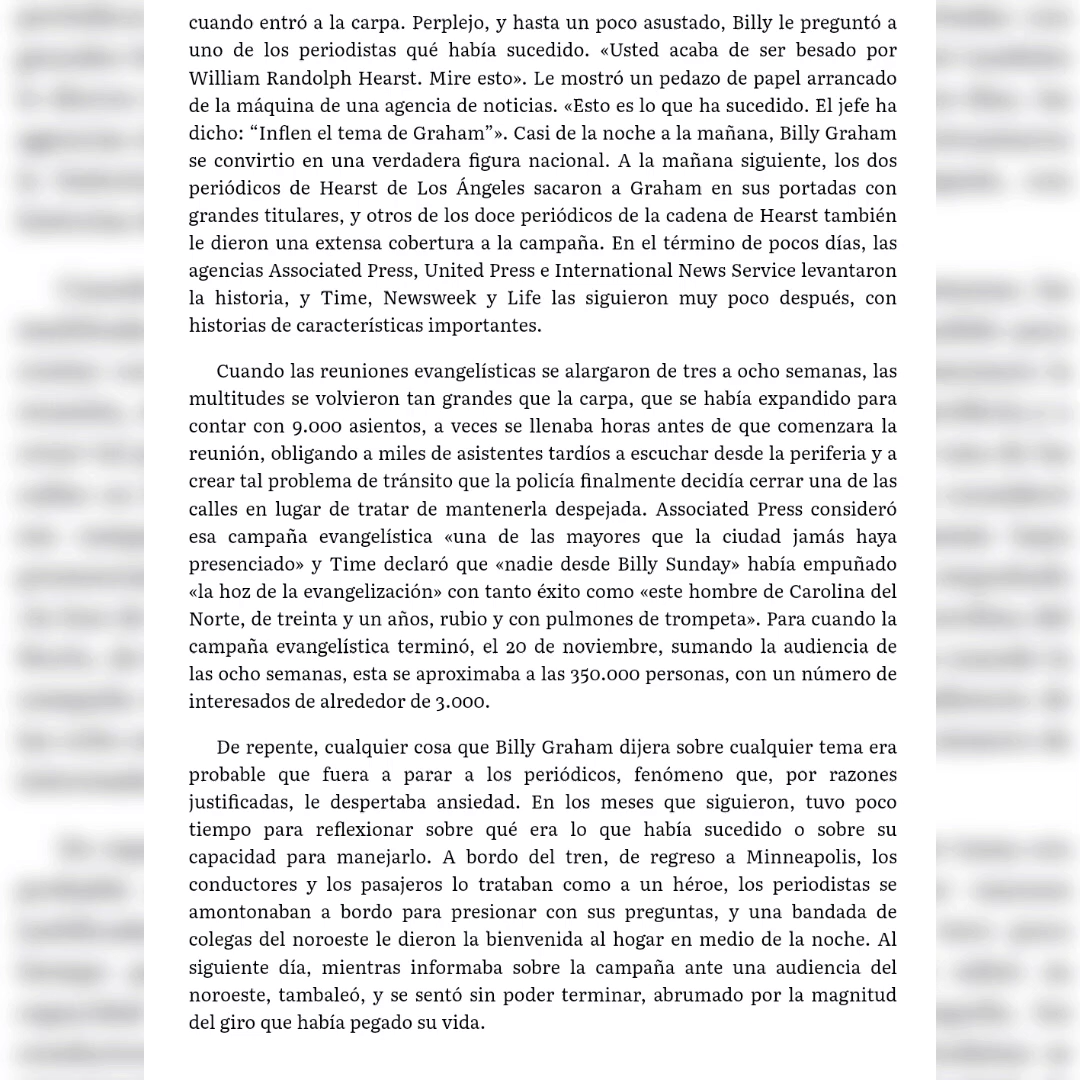 cuando entró a la carpa. Perplejo, y hasta un poco asustado, Billy le preguntó a
uno de los periodistas qué había sucedido. «Usted acaba de ser besado por
William Randolph Hearst. Mire esto». Le mostró un pedazo de papel arrancado
de la máquina de una agencia de noticias. «Esto es lo que ha sucedido. El jefe ha
dicho: “Inflen el tema de Graham”». Casi de la noche a la mañana, Billy Graham
se convirtio en una verdadera figura nacional. A la mañana siguiente, los dos
periódicos de Hearst de Los Ángeles sacaron a Graham en sus portadas con
grandes titulares, y otros de los doce periódicos de la cadena de Hearst también
le dieron una extensa cobertura a la campaña. En el término de pocos días, las
agencias Associated Press, United Press e International News Service levantaron
la historia, y Time, Newsweek y Life las siguieron muy poco después, con
historias de características importantes.
Cuando las reuniones evangelísticas se alargaron de tres a ocho semanas, las
multitudes se volvieron tan grandes que la carpa, que se había expandido para
contar con 9.000 asientos, a veces se llenaba horas antes de que comenzara la
reunión, obligando a miles de asistentes tardíos a escuchar desde la periferia y a
crear tal problema de tránsito que la policía finalmente decidía cerrar una de las
calles en lugar de tratar de mantenerla despejada. Associated Press consideró
esa campaña evangelística «una de las mayores que la ciudad jamás haya
presenciado» y Time declaró que «nadie desde Billy Sunday» había empuñado
«la hoz de la evangelización» con tanto éxito como «este hombre de Carolina del
Norte, de treinta y un años, rubio y con pulmones de trompeta». Para cuando la
campaña evangelística terminó, el 20 de noviembre, sumando la audiencia de
las ocho semanas, esta se aproximaba a las 350.000 personas, con un número de
interesados de alrededor de 3.000.
De repente, cualquier cosa que Billy Graham dijera sobre cualquier tema era
probable que fuera a parar a los periódicos, fenómeno que, por razones
justificadas, le despertaba ansiedad. En los meses que siguieron, tuvo poco
tiempo para reflexionar sobre qué era lo que había sucedido o sobre su
capacidad para manejarlo. A bordo del tren, de regreso a Minneapolis, los
conductores y los pasajeros lo trataban como a un héroe, los periodistas se
amontonaban a bordo para presionar con sus preguntas, y una bandada de
colegas del noroeste le dieron la bienvenida al hogar en medio de la noche. Al
siguiente día, mientras informaba sobre la campaña ante una audiencia del
noroeste, tambaleó, y se sentó sin poder terminar, abrumado por la magnitud
del giro que había pegado su vida.